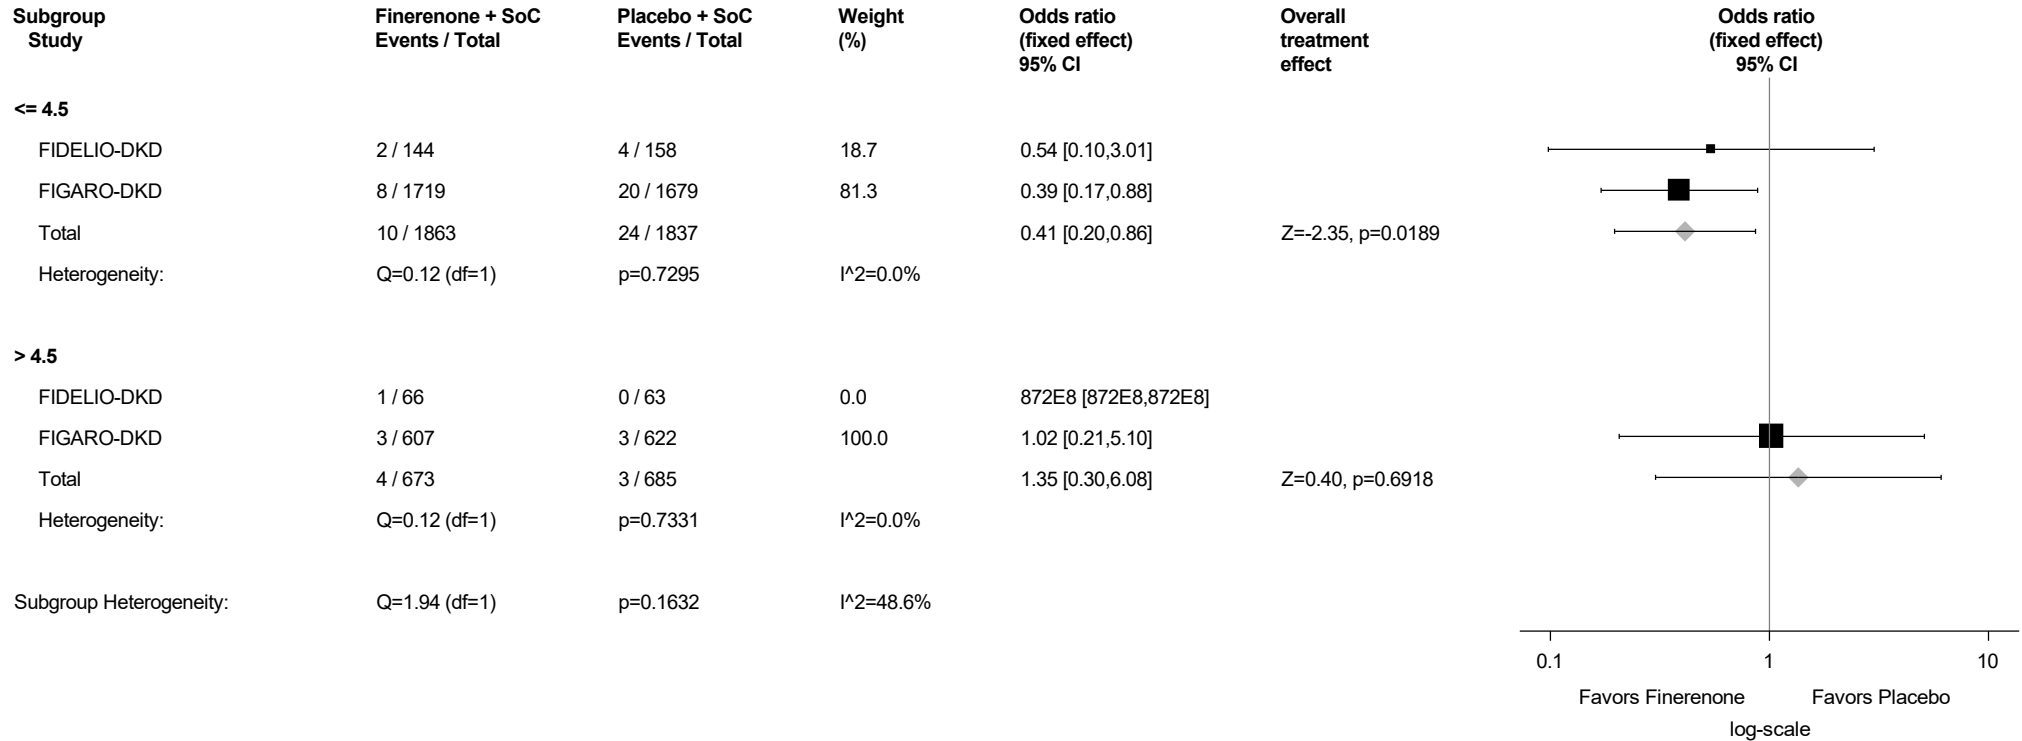 Subgroup Finerenone + SoC Placebo + SoC Weight Odds ratio Overall Odds ratio
Study Events / Total Events / Total (%) (fixed effect) treatment (fixed effect)
95% CI effect 95% CI
<= 4.5
FIDELIO-DKD 2 / 144 4 / 158 18.7 0.54 [0.10,3.01]
FIGARO-DKD 8 / 1719 20 / 1679 81.3 0.39 [0.17,0.88]
Total 10 / 1863 24 / 1837 0.41 [0.20,0.86] Z=-2.35, p=0.0189
Heterogeneity: Q=0.12 (df=1) p=0.7295 I^2=0.0%
> 4.5
FIDELIO-DKD 1 / 66 0 / 63 0.0 872E8 [872E8,872E8]
FIGARO-DKD 3 / 607 3 / 622 100.0 1.02 [0.21,5.10]
Total 4 / 673 3 / 685 1.35 [0.30,6.08] Z=0.40, p=0.6918
Heterogeneity: Q=0.12 (df=1) p=0.7331 I^2=0.0%
Subgroup Heterogeneity: Q=1.94 (df=1) p=0.1632 I^2=48.6%
0.1 1 10
Favors Finerenone Favors Placebo
log-scale